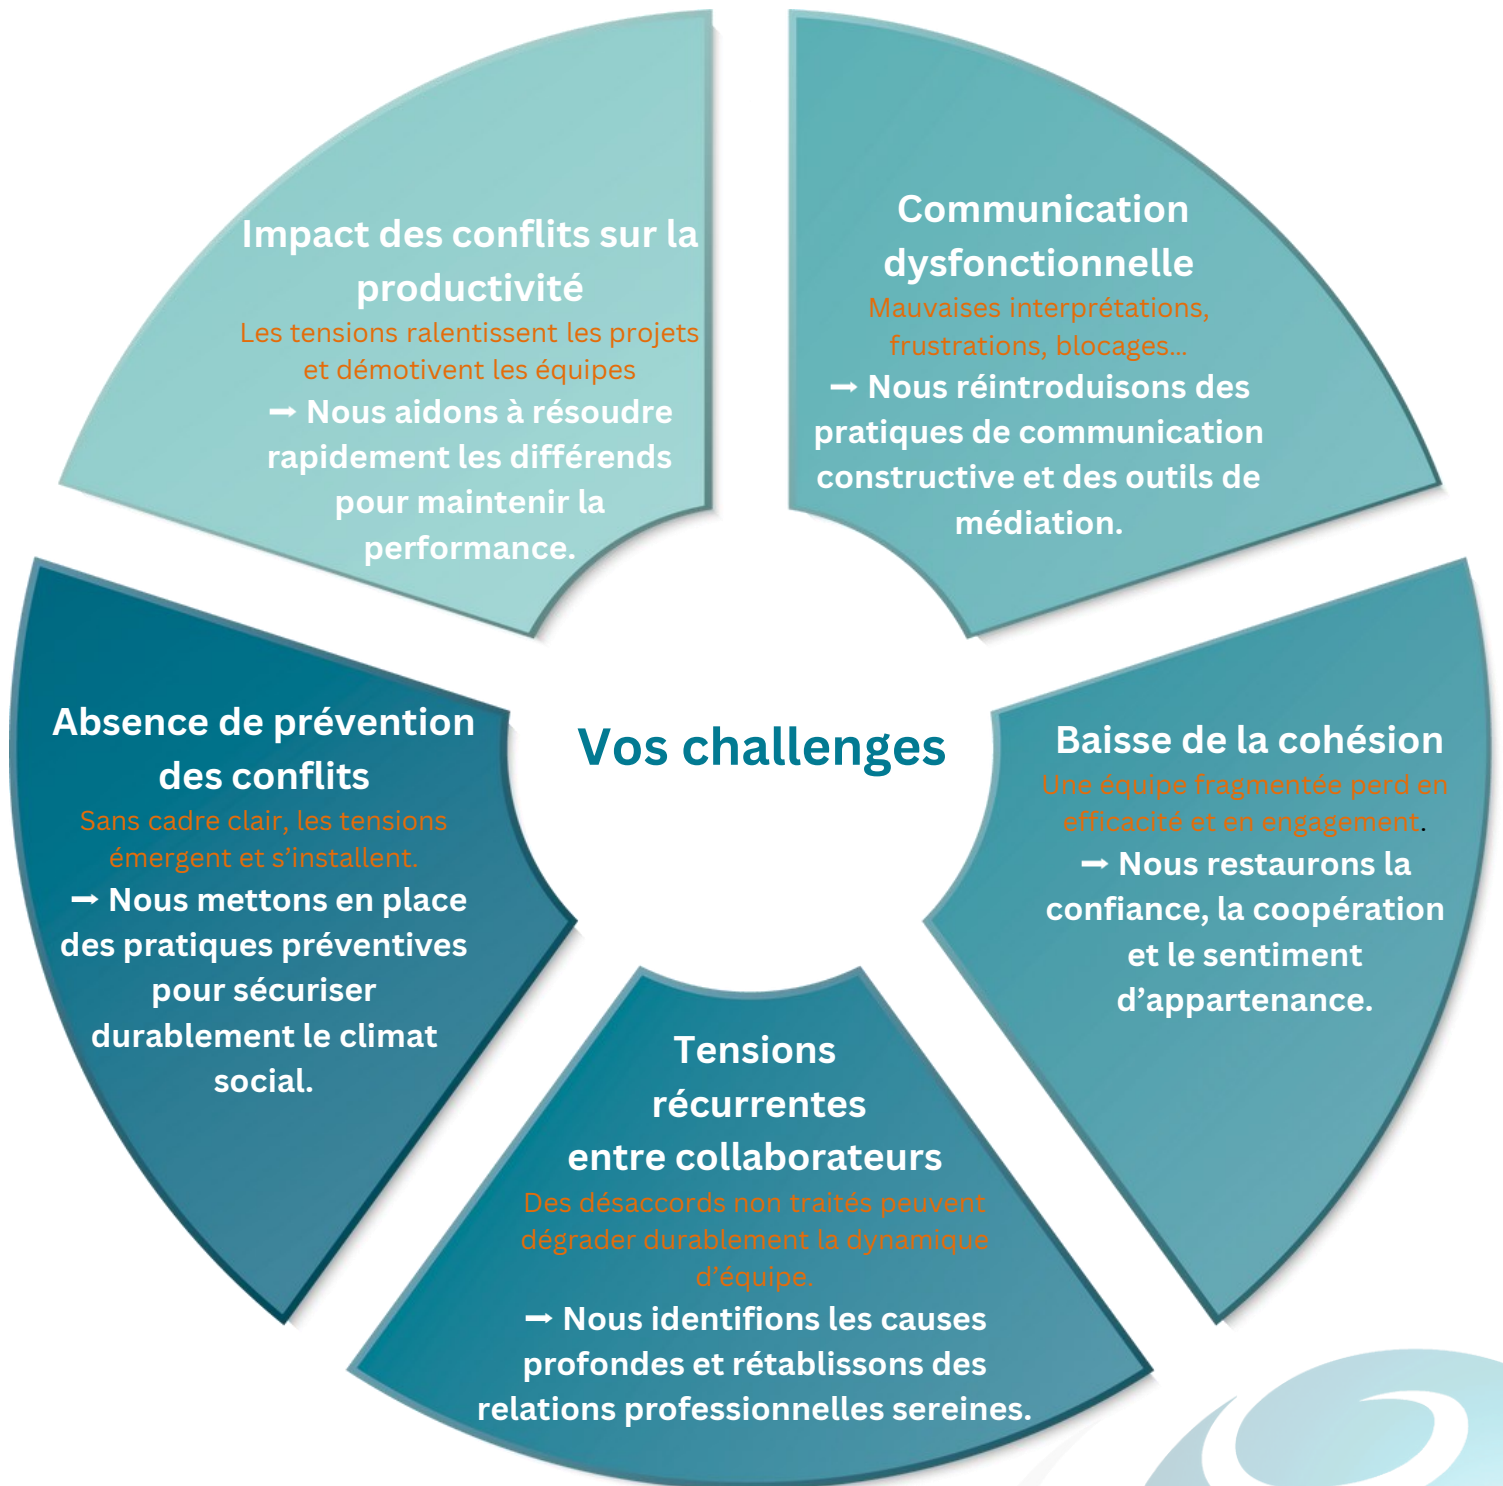 Impact des conflits sur la
productivité
Les tensions ralentissent les projets
et démotivent les équipes
→ Nous aidons à résoudre
rapidement les différends
pour maintenir la
performance.
Communication
dysfonctionnelle
Mauvaises interprétations,
frustrations, blocages...
→ Nous réintroduisons des
pratiques de communication
constructive et des outils de
médiation.
Absence de prévention
des conflits
Sans cadre clair, les tensions
émergent et s’installent.
→ Nous mettons en place
des pratiques préventives
pour sécuriser
durablement le climat
social.
Vos challenges
Baisse de la cohésion
Une équipe fragmentée perd en
efficacité et en engagement.
→ Nous restaurons la
confiance, la coopération
et le sentiment
d’appartenance.
Tensions
récurrentes
entre collaborateurs
Des désaccords non traités peuvent
dégrader durablement la dynamique
d’équipe.
→ Nous identifions les causes
profondes et rétablissons des
relations professionnelles sereines.